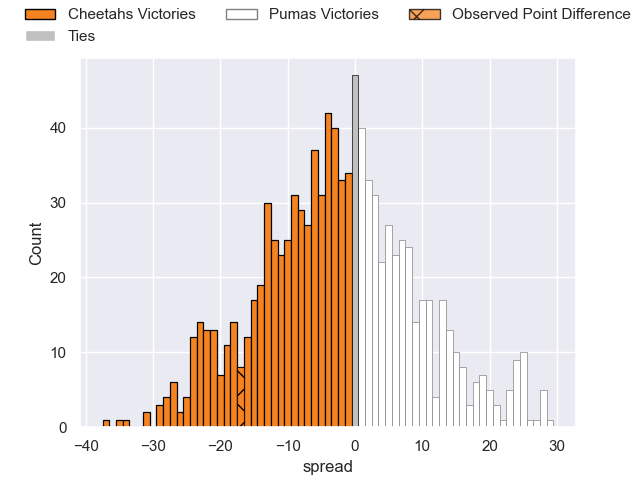 Cheetahs Victories
Pumas Victories
Observed Point Difference
Ties
40
30
20
10
0
Count
−40
−30
−20
−10
0
10
20
30
spread